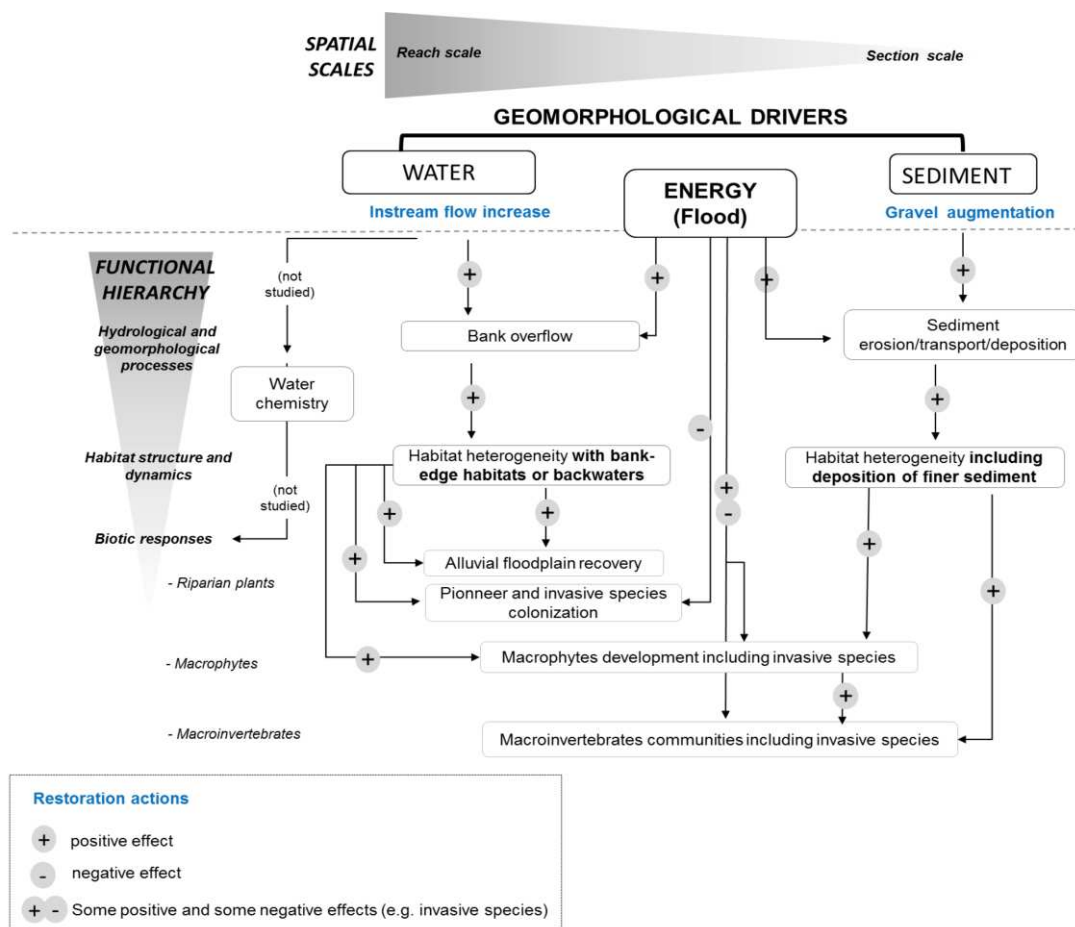 SPATIAL
SCALES
Reach scale
Section scale
GEOMORPHOLOGICAL DRIVERS
WATER
ENERGY
(Flood)
SEDIMENT
Instream flow increase
Gravel augmentation
FUNCTIONAL
HIERARCHY
(not
studied)
+
+
+
+
Hydrological and
geomorphological
processes
Bank overflow
Sediment
erosion/transport/deposition
Water
chemistry
+
+
-
Habitat structure and
dynamics
Habitat heterogeneity with bank-
edge habitats or backwaters
Habitat heterogeneity including
deposition of finer sediment
(not
studied)
+
-
+
+
+
Biotic responses
+
Alluvial floodplain recovery
- Riparian plants
Pionneer and invasive species
colonization
+
- Macrophytes
+
Macrophytes development including invasive species
+
- Macroinvertebrates
Macroinvertebrates communities including invasive species
Restoration actions
+ positive effect
- negative effect
+ - Some positive and some negative effects (e.g. invasive species)